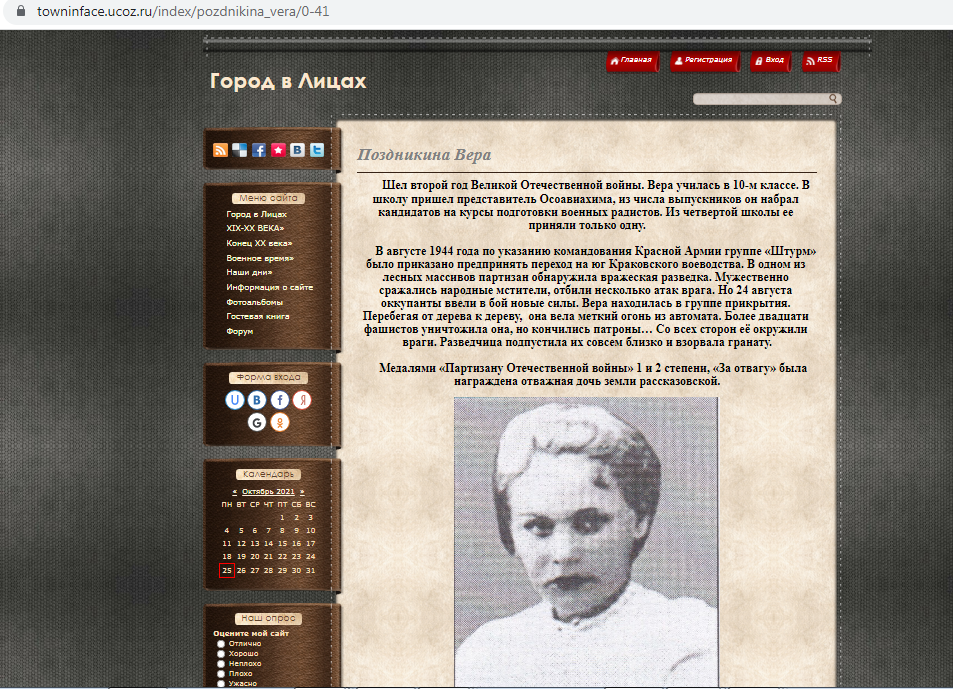 towninface.ucoz.ru/index/pozdnikina_vera/0-41
Главная
Регистрация
Вход
RSS
Город в Лицах
Меню сайта
Город в Лицах
XIX-XX ВЕКА»
Конец XX века»
Военное время»
Наши дни»
Информация о сайте
Фотоальбомы
Гостевая книга
Форум
Форма входа
Календарь
« Октябрь 2021 »
ПН ВТ СР ЧТ ПТ СБ ВС
1 2 3
4 5 6 7 8 9 10
11 12 13 14 15 16 17
18 19 20 21 22 23 24
25 26 27 28 29 30 31
Наш опрос
Оцените мой сайт
Отлично
Хорошо
Неплохо
Плохо
Ужасно
Поздникина Вера
Шел второй год Великой Отечественной войны. Вера училась в 10-м классе. В
школу пришел представитель Осоавиахима, из числа выпускников он набрал
кандидатов на курсы подготовки военных радистов. Из четвертой школы ее
приняли только одну.
В августе 1944 года по указанию командования Красной Армии группе «Штурм»
было приказано предпринять переход на юг Краковского воеводства. В одном из
лесных массивов партизан обнаружила вражеская разведка. Мужественно
сражались народные мстители, отбили несколько атак врага. Но 24 августа
оккупанты ввели в бой новые силы. Вера находилась в группе прикрытия.
Перебегая от дерева к дереву, она вела меткий огонь из автомата. Более двадцати
фашистов уничтожила она, но кончились патроны… Со всех сторон её окружили
враги. Разведчица подпустила их совсем близко и взорвала гранату.
Медалями «Партизану Отечественной войны» 1 и 2 степени, «За отвагу» была
награждена отважная дочь земли рассказовской.